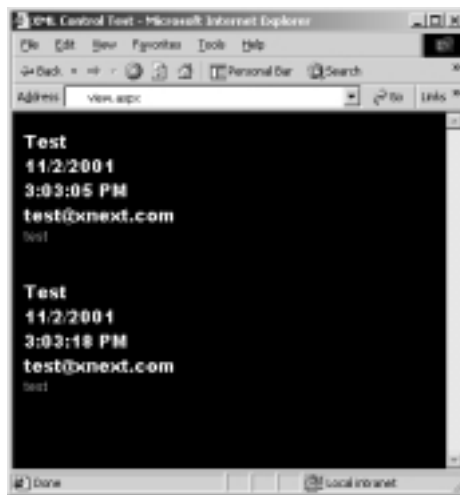 XML Control Test - Microsoft Internet Explorer
File Edit View Favorites Tools Help
Back Personal Bar Search
Address view.aspx Go Links
Test
11/2/2001
3:03:05 PM
test@xnext.com
test
Test
11/2/2001
3:03:18 PM
test@xnext.com
test
Done Local intranet